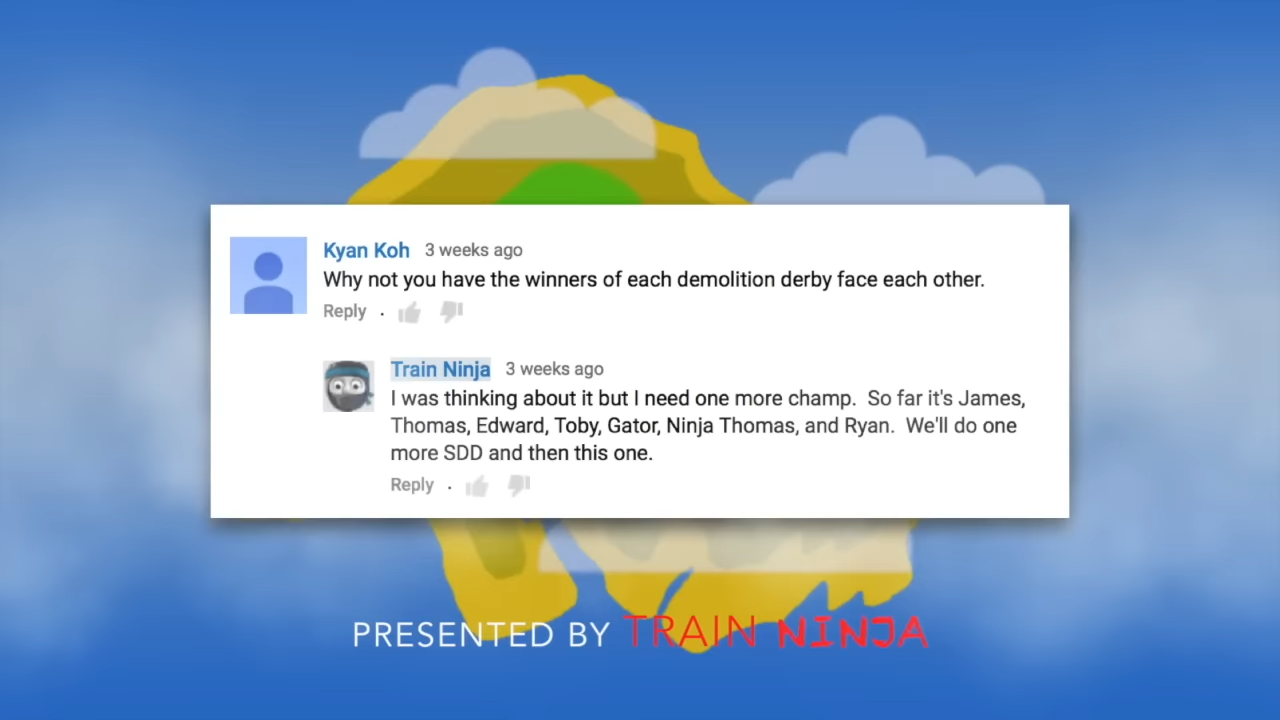 Kyan Koh 3 weeks ago
Why not you have the winners of each demolition derby face each other.
Reply .
Train Ninja 3 weeks ago
I was thinking about it but I need one more champ.  So far it's James,
Thomas, Edward, Toby, Gator, Ninja Thomas, and Ryan.  We'll do one
more SDD and then this one.
Reply .
PRESENTED BY TRAIN NINJA